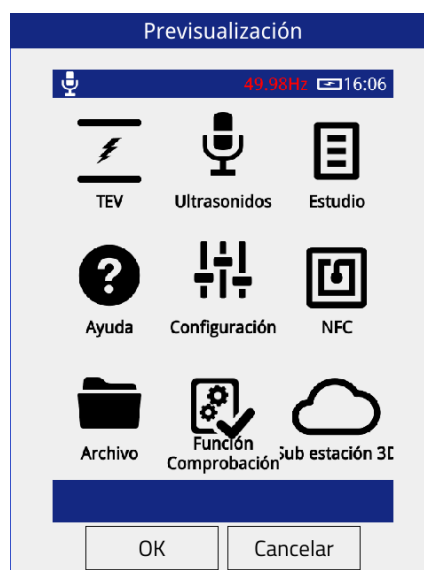 Previsualización
49.98Hz 16:06
TEV Ultrasonidos Estudio
Ayuda Configuración NFC
Archivo Función Comprobación Sub estación 3D
OK Cancelar